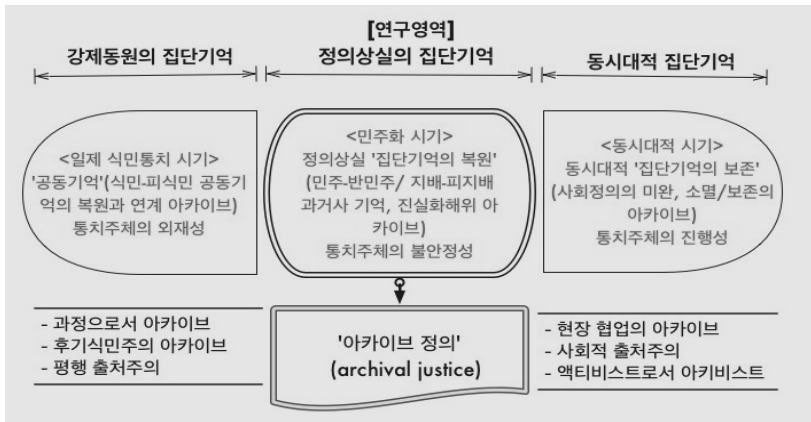 [연구영역]
강제동원의 집단기억
정의상실의 집단기억
동시대적 집단기억
<일제 식민통치 시기>
'공동기억'(식민-피식민 공동기
억의 복원과 연계 아카이브)
통치주체의 외재성
<민주화 시기>
정의상실 '집단기억의 복원'
(민주-반민주/ 지배-피지배
과거사 기억, 진실화해위 아
카이브)
통치주체의 불안정성
<동시대적 시기>
동시대적 '집단기억의 보존'
(사회정의의 미완, 소멸/보존의
아카이브)
통치주체의 진행성
- 과정으로서 아카이브
- 후기식민주의 아카이브
- 평행 출처주의
'아카이브 정의'
(archival justice)
- 현장 협업의 아카이브
- 사회적 출처주의
- 액티비스트로서 아키비스트